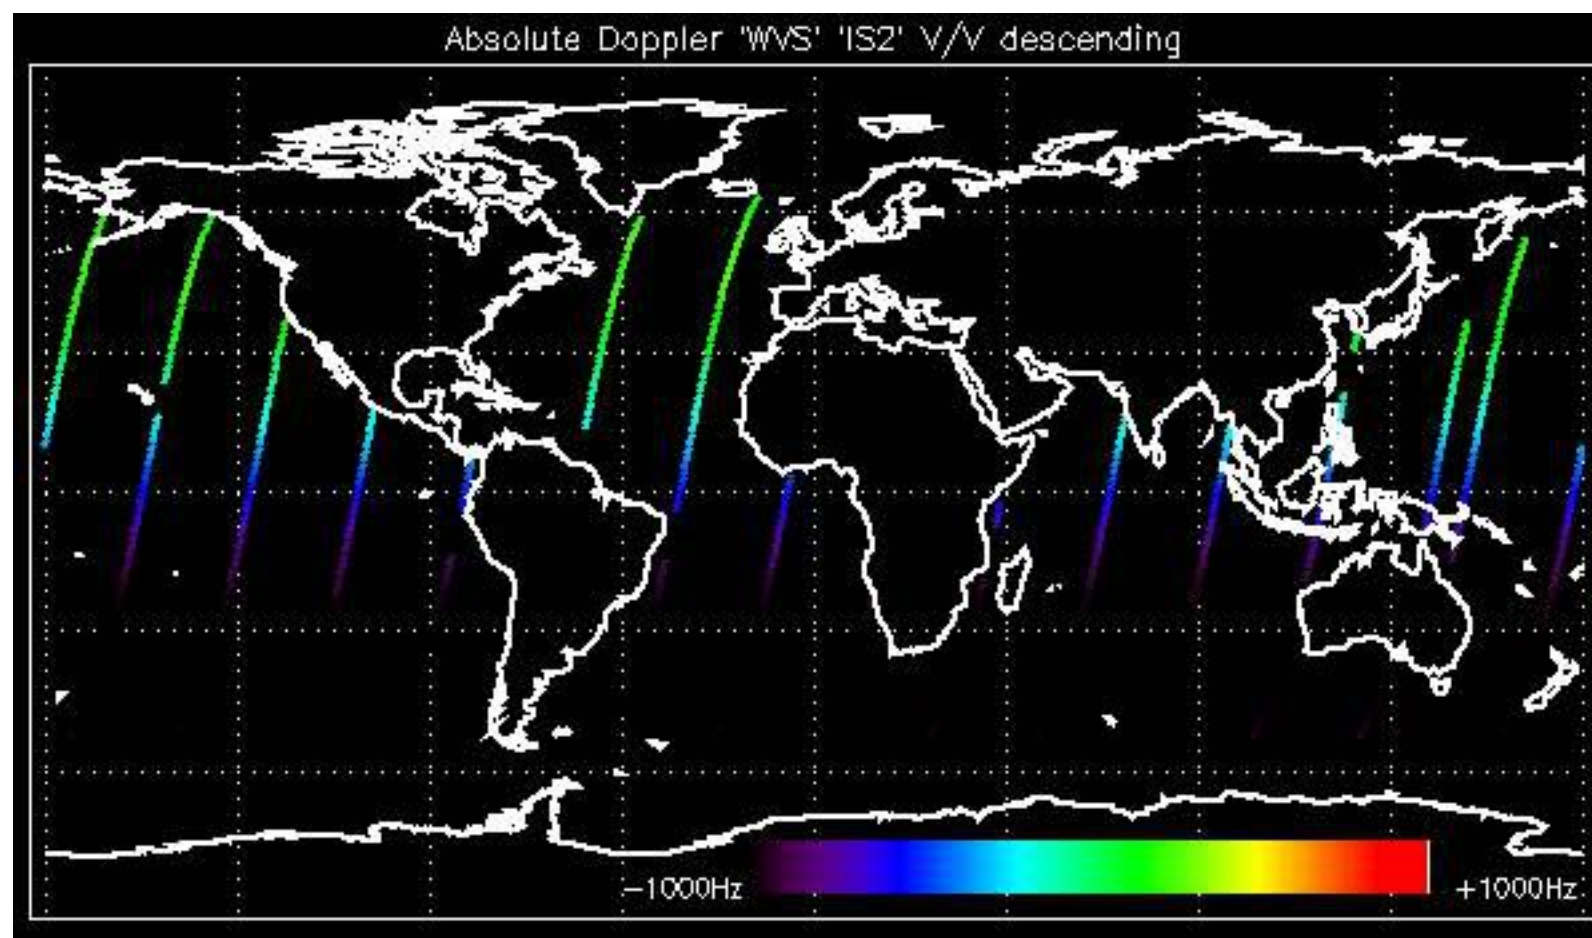 Absolute Doppler 'WVS' 'IS2' V/V descending
-1000Hz
+1000Hz